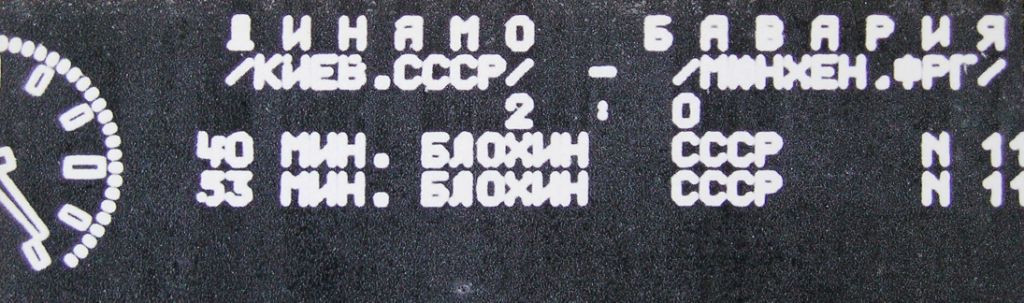 ДИНАМО БАВАРИЯ
/КИЕВ.СССР/ - /МЮНХЕН.ФРГ/
2 : 0
40 МИН. БЛОХИН СССР N 11
53 МИН. БЛОХИН СССР N 11